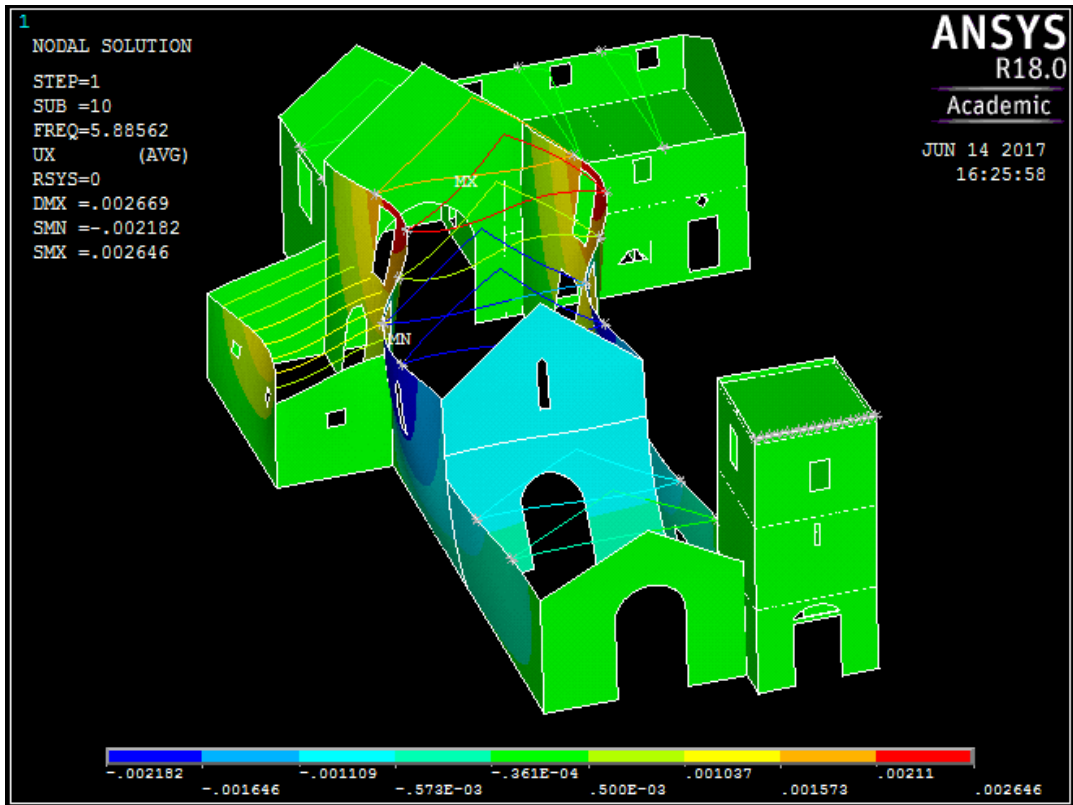 1
NODAL SOLUTION
STEP=1
SUB =10
FREQ=5.88562
UX (AVG)
RSYS=0
DMX =.002669
SMN =-.002182
SMX =.002646
ANSYS
R18.0
Academic
JUN 14 2017
16:25:58
MX
MN
-.002182 -.001109 -.361E-04 .001037 .00211
-.001646 -.573E-03 .500E-03 .001573 .002646